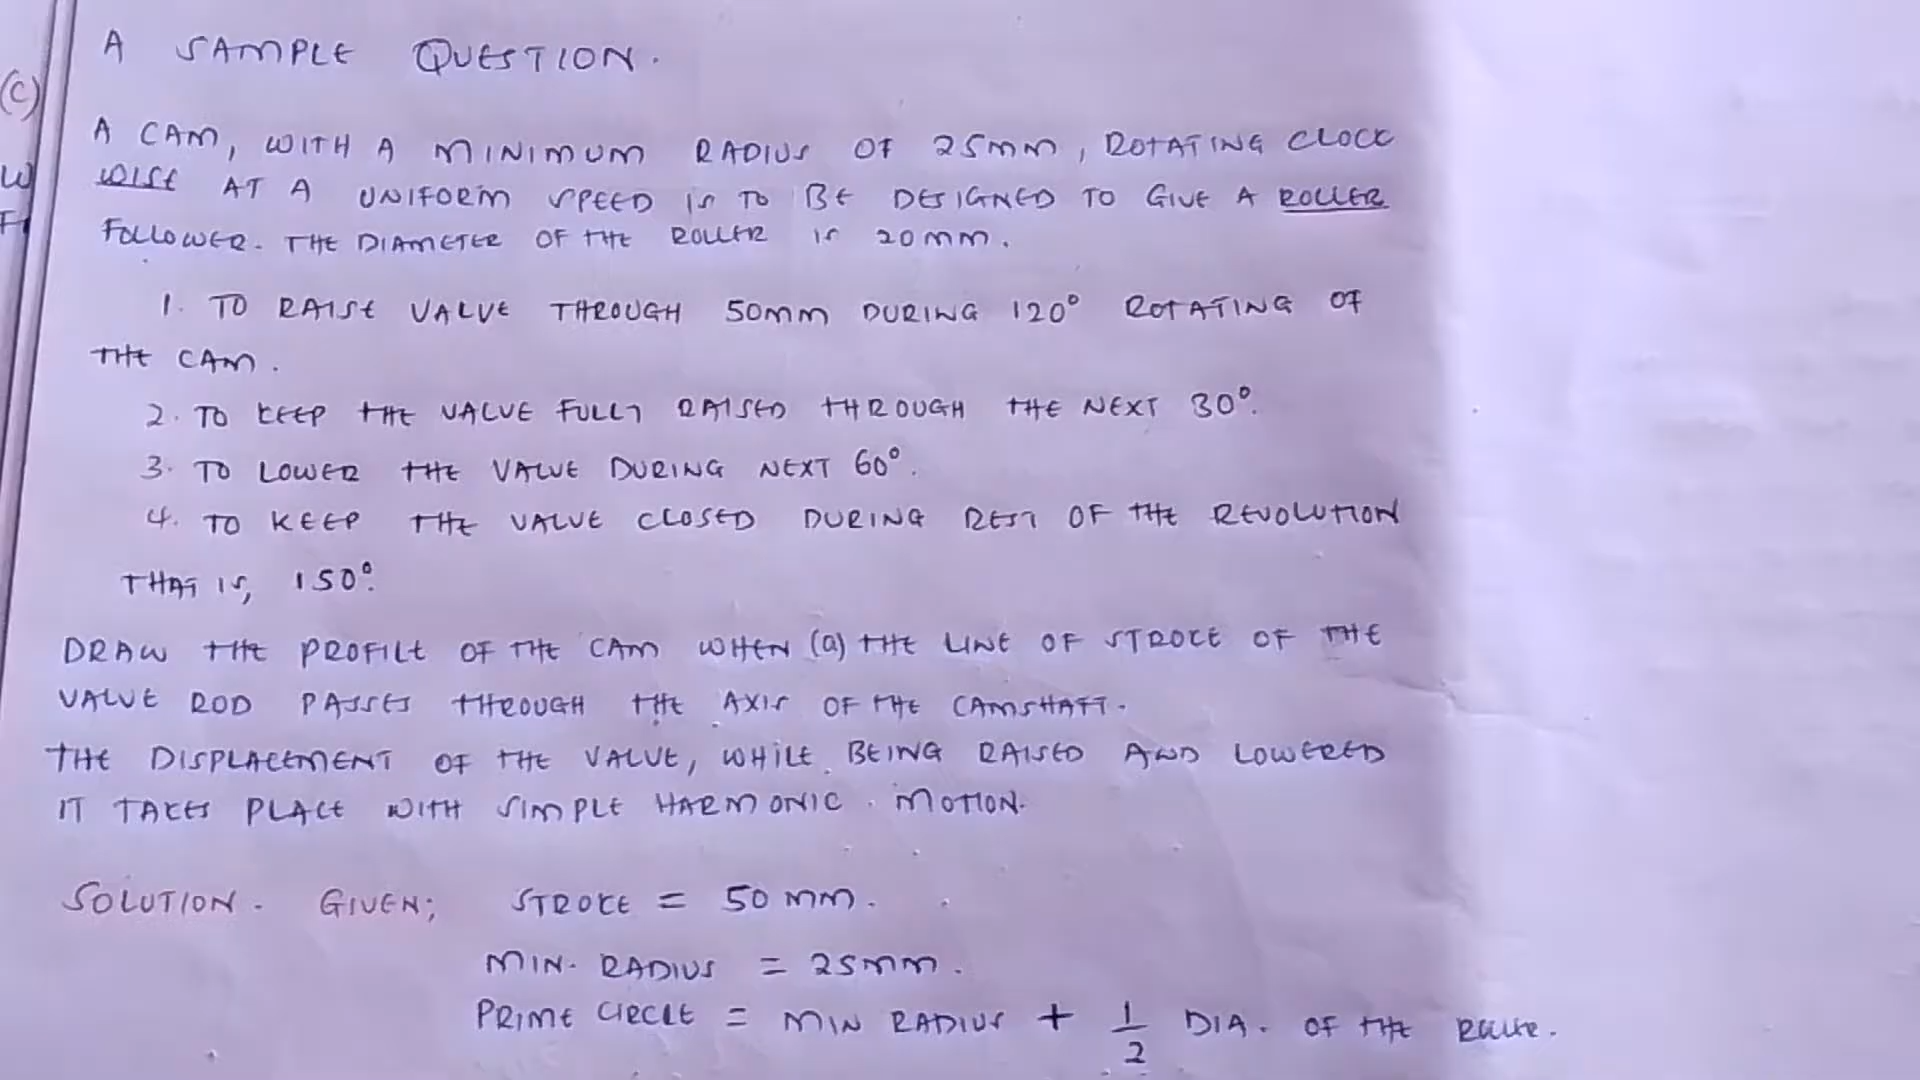 A SAMPLE QUESTION.
(C)
A CAM, WITH A MINIMUM RADIUS OF 25mm, ROTATING CLOCK
W
WISE AT A UNIFORM SPEED IS TO BE DESIGNED TO GIVE A ROLLER
F
FOLLOWER. THE DIAMETER OF THE ROLLER IS 20mm.
1. TO RAISE VALVE THROUGH 50mm DURING 120° ROTATING OF
THE CAM.
2. TO KEEP THE VALVE FULLY RAISED THROUGH THE NEXT 30°.
3. TO LOWER THE VALVE DURING NEXT 60°.
4. TO KEEP THE VALVE CLOSED DURING REST OF THE REVOLUTION
THAT IS, 150°.
DRAW THE PROFILE OF THE CAM WHEN (a) THE LINE OF STROKE OF THE
VALVE ROD PASSES THROUGH THE AXIS OF THE CAMSHAFT.
THE DISPLACEMENT OF THE VALVE, WHILE BEING RAISED AND LOWERED
IT TAKES PLACE WITH SIMPLE HARMONIC MOTION.
SOLUTION. GIVEN; STROKE = 50mm.
MIN. RADIUS = 25mm.
PRIME CIRCLE = MIN RADIUS + 1/2 DIA. OF THE ROLLER.